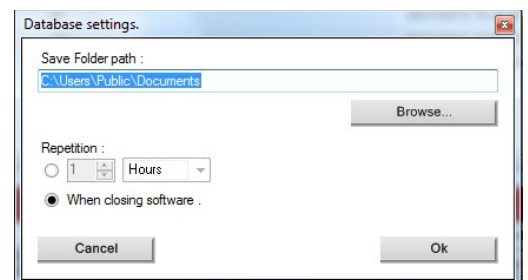 Database settings.
Save Folder path :
C:\Users\Public\Documents
Browse...
Repetition :
1 Hours
When closing software .
Cancel Ok